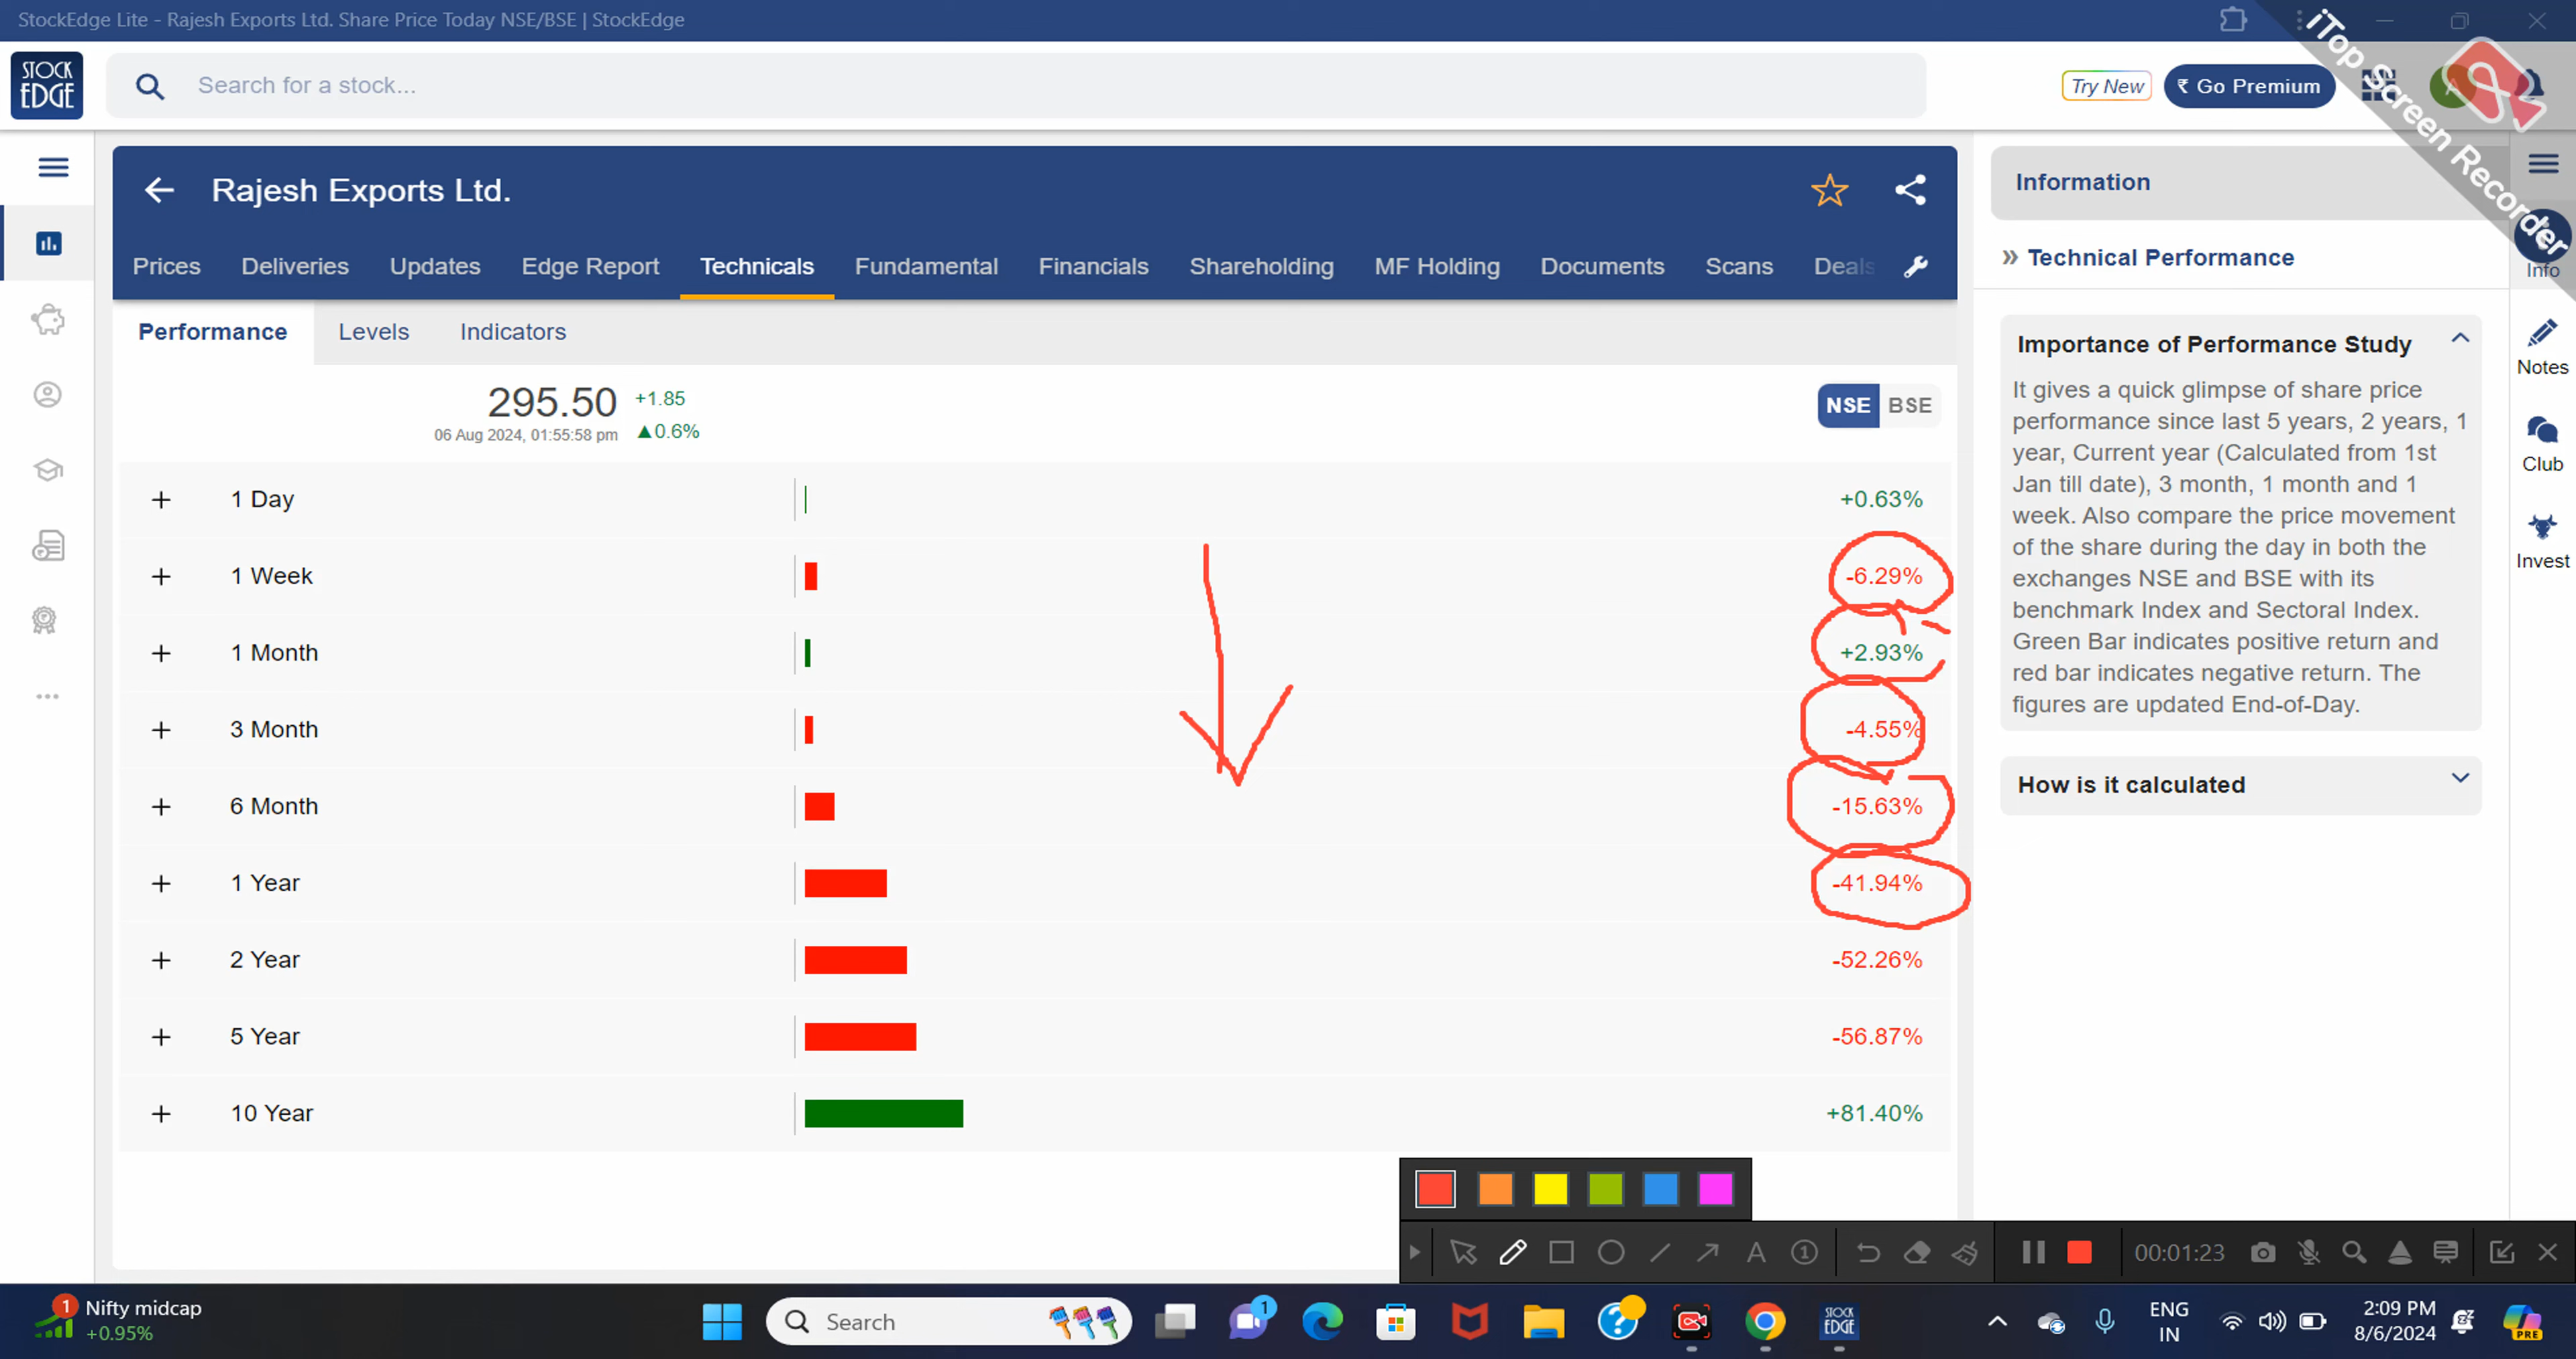 StockEdge Lite - Rajesh Exports Ltd. Share Price Today NSE/BSE | StockEdge
STOCK
EDGE
Search for a stock...
Try New
₹ Go Premium
iTop Screen Recorder
Rajesh Exports Ltd.
Information
Prices Deliveries Updates Edge Report Technicals Fundamental Financials Shareholding MF Holding Documents Scans Deals
» Technical Performance
Info
Performance Levels Indicators
295.50 +1.85
06 Aug 2024, 01:55:58 pm ▲0.6%
NSE BSE
+ 1 Day +0.63%
+ 1 Week -6.29%
+ 1 Month +2.93%
+ 3 Month -4.55%
+ 6 Month -15.63%
+ 1 Year -41.94%
+ 2 Year -52.26%
+ 5 Year -56.87%
+ 10 Year +81.40%
Importance of Performance Study
It gives a quick glimpse of share price
performance since last 5 years, 2 years, 1
year, Current year (Calculated from 1st
Jan till date), 3 month, 1 month and 1
week. Also compare the price movement
of the share during the day in both the
exchanges NSE and BSE with its
benchmark Index and Sectoral Index.
Green Bar indicates positive return and
red bar indicates negative return. The
figures are updated End-of-Day.
How is it calculated
Notes
Club
Invest
A 1 00:01:23
1 Nifty midcap
+0.95%
Search
1
STOCK
EDGE
ENG
IN
2:09 PM
8/6/2024
PRE